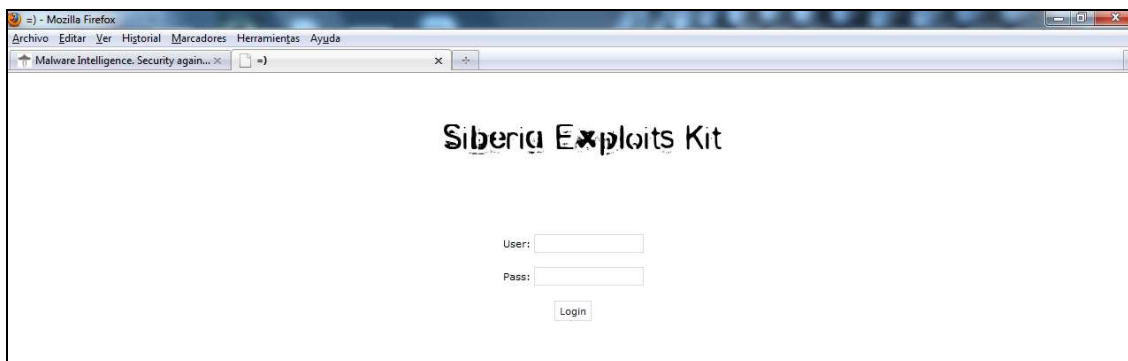 =) - Mozilla Firefox
Archivo Editar Ver Historial Marcadores Herramientas Ayuda
Malware Intelligence. Security again... =)
Siberia Exploits Kit
User:
Pass:
Login